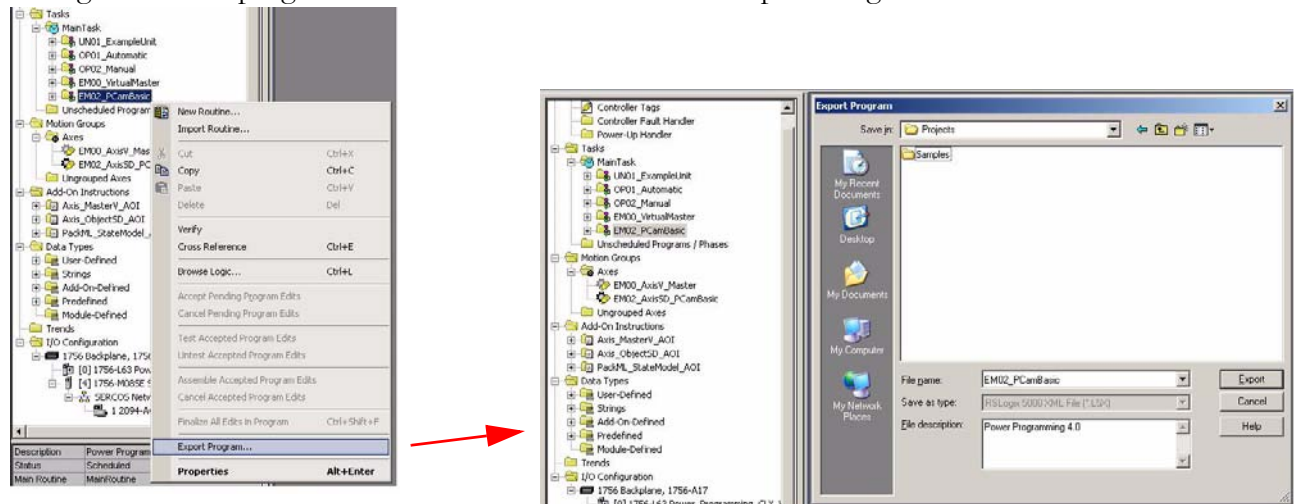 Tasks
MainTask
UN01_ExampleUnit
OP01_Automatic
OP02_Manual
EM00_VirtualMaster
EM02_PCamBasic
Unscheduled Program
Motion Groups
Axes
EM00_AxisV_Mas
EM02_AxisSD_PC
Ungrouped Axes
Add-On Instructions
Axis_MasterV_AOI
Axis_ObjectSD_AOI
PackML_StateModel_
Data Types
User-Defined
Strings
Add-On-Defined
Predefined
Module-Defined
Trends
I/O Configuration
1756 Backplane, 1756
[0] 1756-L63 Pow
[4] 1756-M08SE
SERCOS Netw
1 2094-A
Description Power Program
Status Scheduled
Main Routine MainRoutine
New Routine...
Import Routine...
Cut Ctrl+X
Copy Ctrl+C
Paste Ctrl+V
Delete Del
Verify
Cross Reference Ctrl+E
Browse Logic... Ctrl+L
Accept Pending Program Edits
Cancel Pending Program Edits
Test Accepted Program Edits
Untest Accepted Program Edits
Assemble Accepted Program Edits
Cancel Accepted Program Edits
Finalize All Edits in Program Ctrl+Shift+F
Export Program...
Properties Alt+Enter
Controller Tags
Controller Fault Handler
Power-Up Handler
Tasks
MainTask
UN01_ExampleUnit
OP01_Automatic
OP02_Manual
EM00_VirtualMaster
EM02_PCamBasic
Unscheduled Programs / Phases
Motion Groups
Axes
EM00_AxisV_Master
EM02_AxisSD_PCamBasic
Ungrouped Axes
Add-On Instructions
Axis_MasterV_AOI
Axis_ObjectSD_AOI
PackML_StateModel_AOI
Data Types
User-Defined
Strings
Add-On-Defined
Predefined
Module-Defined
Trends
I/O Configuration
1756 Backplane, 1756-A17
[0] 1756-L63 Power_Programming_CLX_
Export Program
Save in: Projects
Samples
My Recent
Documents
Desktop
My Documents
My Computer
My Network
Places
File name: EM02_PCamBasic Export
Save as type: RSLogix 5000 XML File (*.L5X) Cancel
File description: Power Programming 4.0 Help